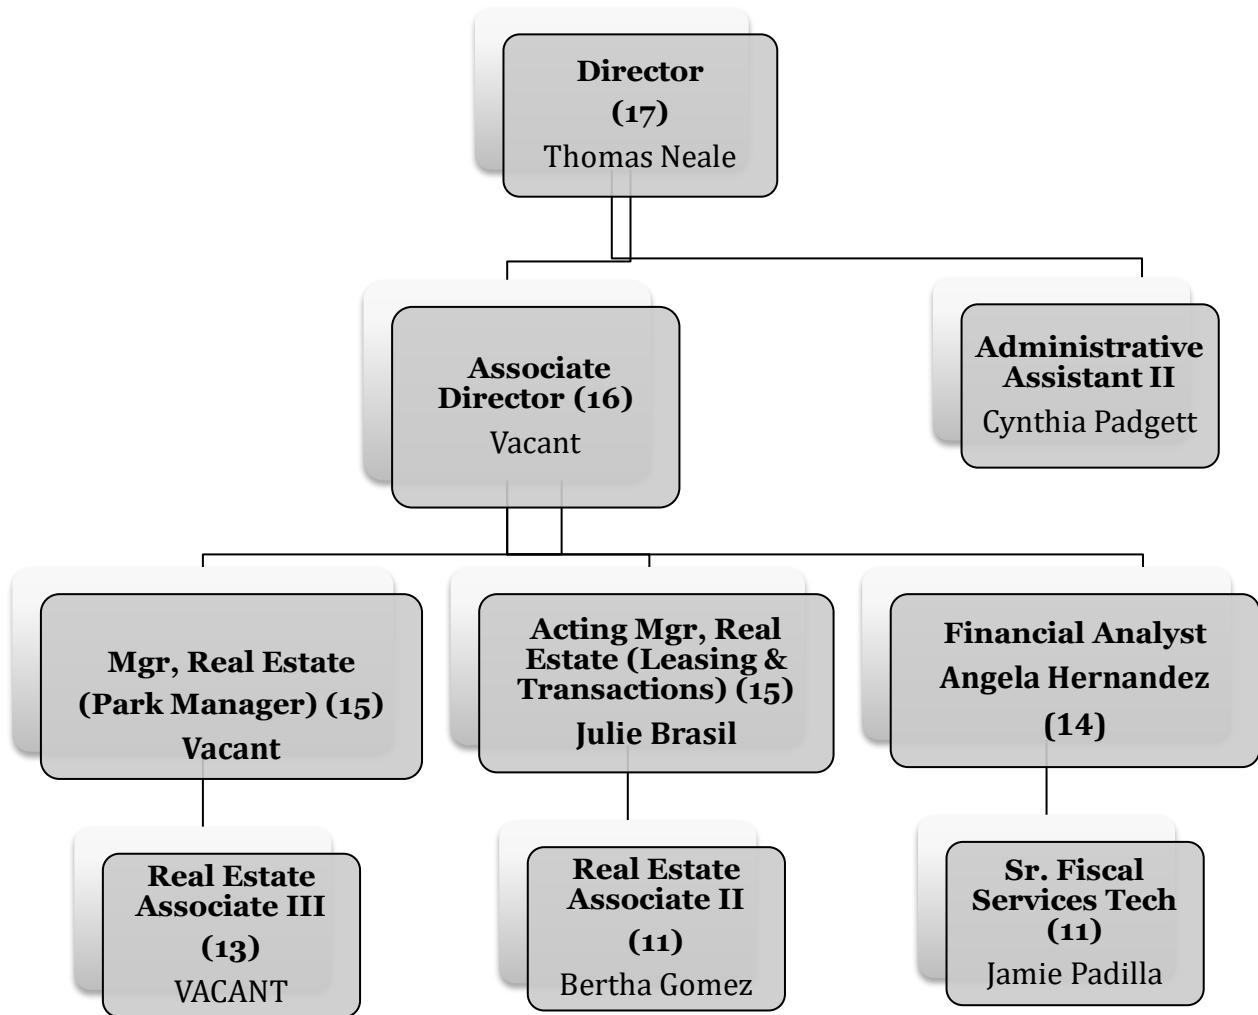 Director
(17)
Thomas Neale
Associate
Director (16)
Vacant
Administrative
Assistant II
Cynthia Padgett
Mgr, Real Estate
(Park Manager) (15)
Vacant
Acting Mgr, Real
Estate (Leasing &
Transactions) (15)
Julie Brasil
Financial Analyst
Angela Hernandez
(14)
Real Estate
Associate III
(13)
VACANT
Real Estate
Associate II
(11)
Bertha Gomez
Sr. Fiscal
Services Tech
(11)
Jamie Padilla